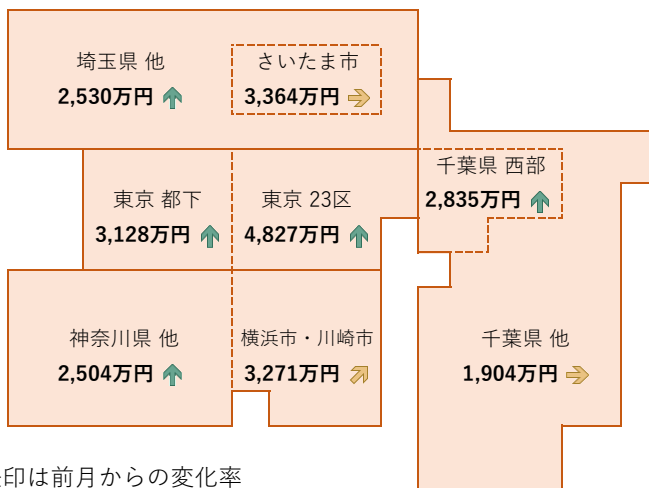 埼玉県 他
2,530万円
さいたま市
3,364万円
千葉県 西部
2,835万円
東京 都下
3,128万円
東京 23区
4,827万円
神奈川県 他
2,504万円
横浜市・川崎市
3,271万円
千葉県 他
1,904万円
印は前月からの変化率